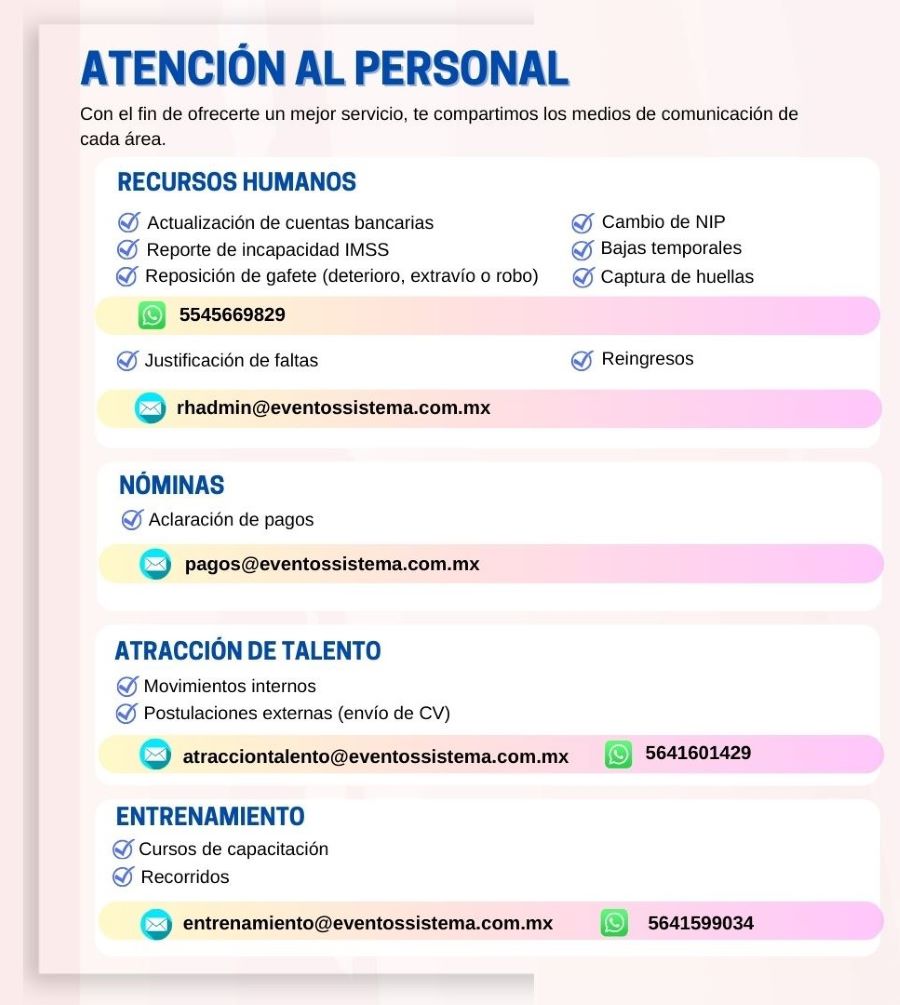 ATENCIÓN AL PERSONAL
Con el fin de ofrecerte un mejor servicio, te compartimos los medios de comunicación de
cada área.
RECURSOS HUMANOS
Actualización de cuentas bancarias
Reporte de incapacidad IMSS
Reposición de gafete (deterioro, extravío o robo)
Cambio de NIP
Bajas temporales
Captura de huellas
5545669829
Justificación de faltas
Reingresos
rhadmin@eventossistema.com.mx
NÓMINAS
Aclaración de pagos
pagos@eventossistema.com.mx
ATRACCIÓN DE TALENTO
Movimientos internos
Postulaciones externas (envío de CV)
atracciontalento@eventossistema.com.mx
5641601429
ENTRENAMIENTO
Cursos de capacitación
Recorridos
entrenamiento@eventossistema.com.mx
5641599034